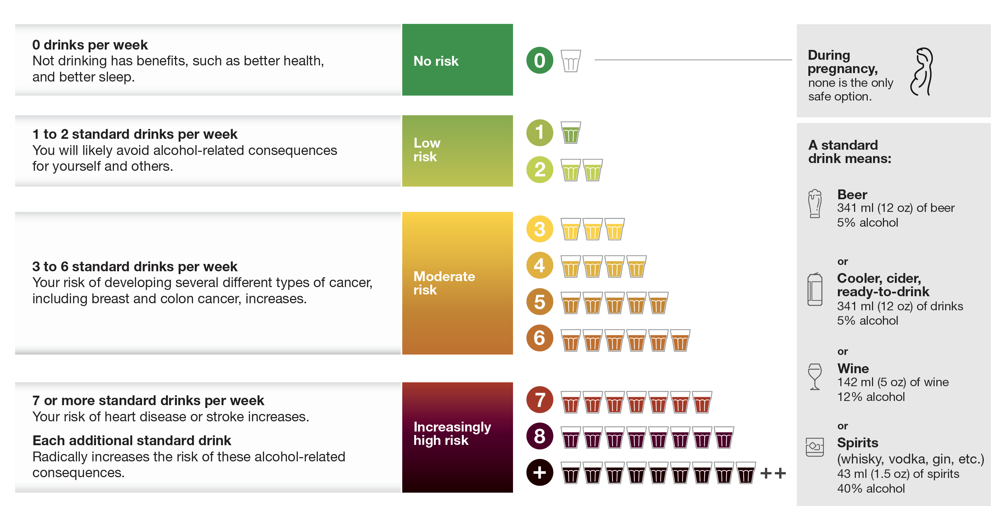 0 drinks per week
Not drinking has benefits, such as better health,
and better sleep.
No risk
0
During
pregnancy,
none is the only
safe option.
1 to 2 standard drinks per week
You will likely avoid alcohol-related consequences
for yourself and others.
Low
risk
1
2
3 to 6 standard drinks per week
Your risk of developing several different types of cancer,
including breast and colon cancer, increases.
Moderate
risk
3
4
5
6
7 or more standard drinks per week
Your risk of heart disease or stroke increases.
Each additional standard drink
Radically increases the risk of these alcohol-related
consequences.
Increasingly
high risk
7
8
+
++
A standard
drink means:
Beer
341 ml (12 oz) of beer
5% alcohol
or
Cooler, cider,
ready-to-drink
341 ml (12 oz) of drinks
5% alcohol
or
Wine
142 ml (5 oz) of wine
12% alcohol
or
Spirits
(whisky, vodka, gin, etc.)
43 ml (1.5 oz) of spirits
40% alcohol